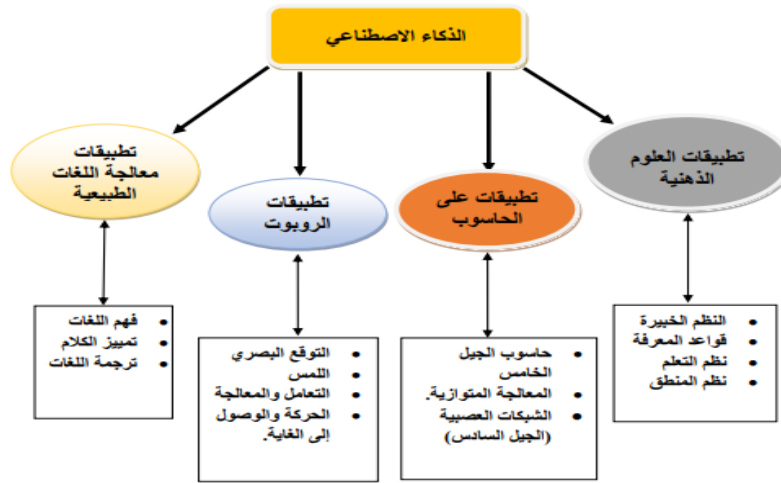 الذكاء الاصطناعي
تطبيقات العلوم
الذهنية
تطبيقات على
الحاسوب
تطبيقات
الروبوت
تطبيقات
معالجة اللغات
الطبيعية
• النظم الخبيرة
• قواعد المعرفة
• نظم التعلم
• نظم المنطق
• حاسوب الجيل
الخامس
• المعالجة المتوازية.
• الشبكات العصبية
(الجيل السادس)
• التوقع البصري
• اللمس
• التعامل والمعالجة
• الحركة والوصول
إلى الغاية.
• فهم اللغات
• تمييز الكلام
• ترجمة اللغات